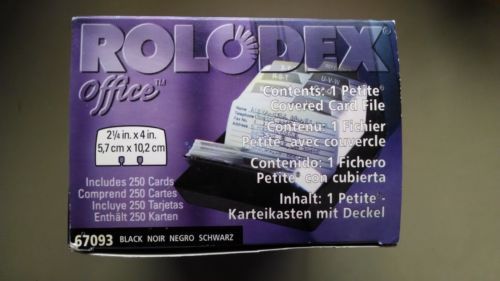 ROLODEX®
Office™
2¼ in. x 4 in.
5,7 cm x 10,2 cm
Includes 250 Cards
Comprend 250 Cartes
Incluye 250 Tarjetas
Enthält 250 Karten
R-S-T
U-V-W
Contents: 1 Petite®
Covered Card File
Contenu: 1 Fichier
Petite® avec couvercle
Contenido: 1 Fichero
Petite® con cubierta
Inhalt: 1 Petite®-
Karteikasten mit Deckel
67093 BLACK NOIR NEGRO SCHWARZ